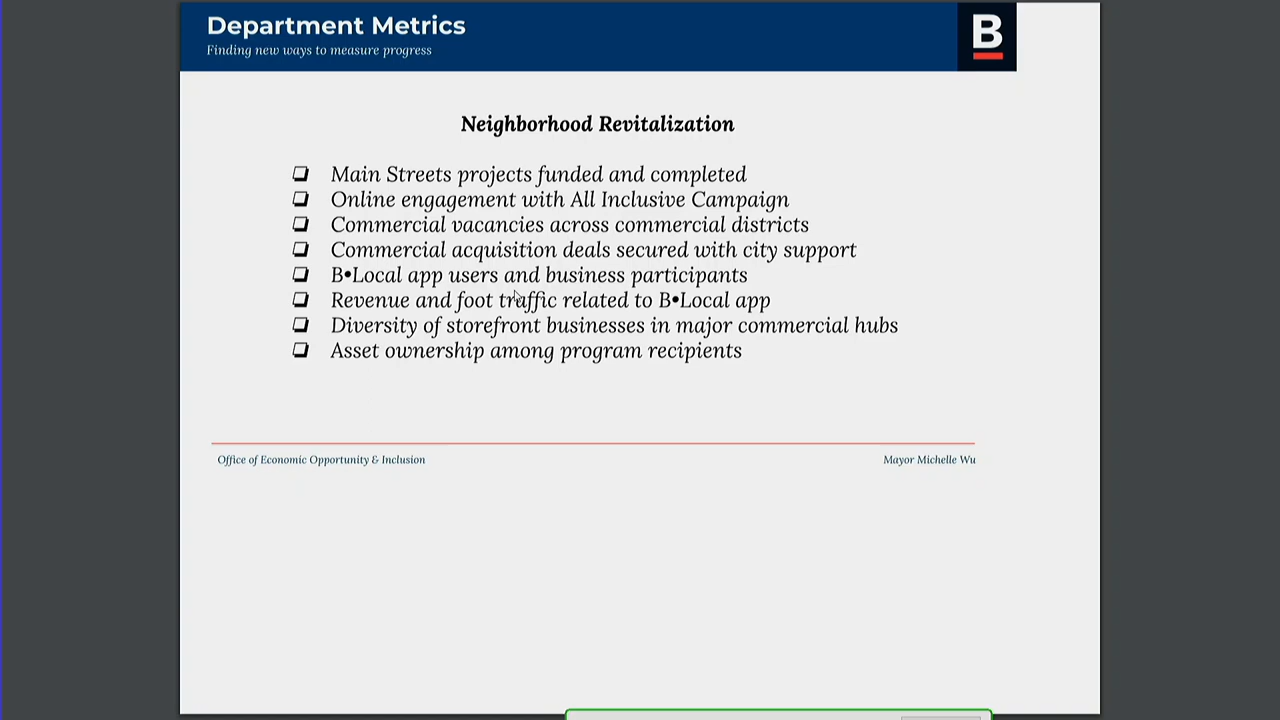 Department Metrics
Finding new ways to measure progress
B
Neighborhood Revitalization
Main Streets projects funded and completed
Online engagement with All Inclusive Campaign
Commercial vacancies across commercial districts
Commercial acquisition deals secured with city support
B•Local app users and business participants
Revenue and foot traffic related to B•Local app
Diversity of storefront businesses in major commercial hubs
Asset ownership among program recipients
Office of Economic Opportunity & Inclusion
Mayor Michelle Wu